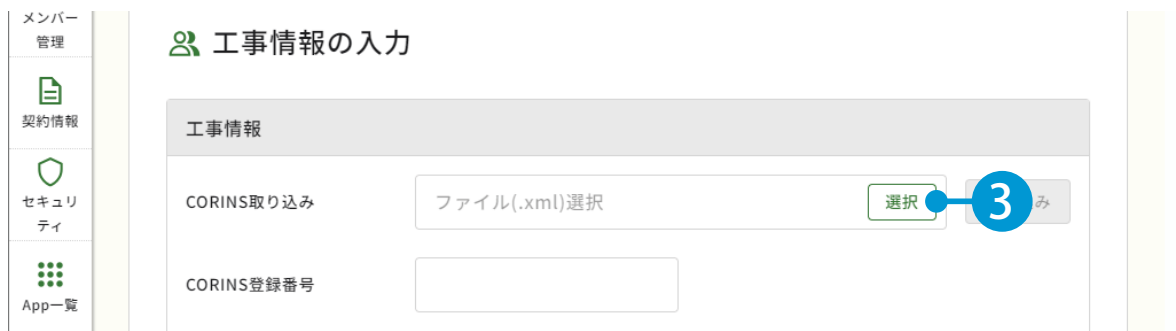 メンバー
管理
契約情報
セキュリ
ティ
App一覧
工事情報の入力
工事情報
CORINS取り込み
ファイル(.xml)選択
選択
3
み
CORINS登録番号